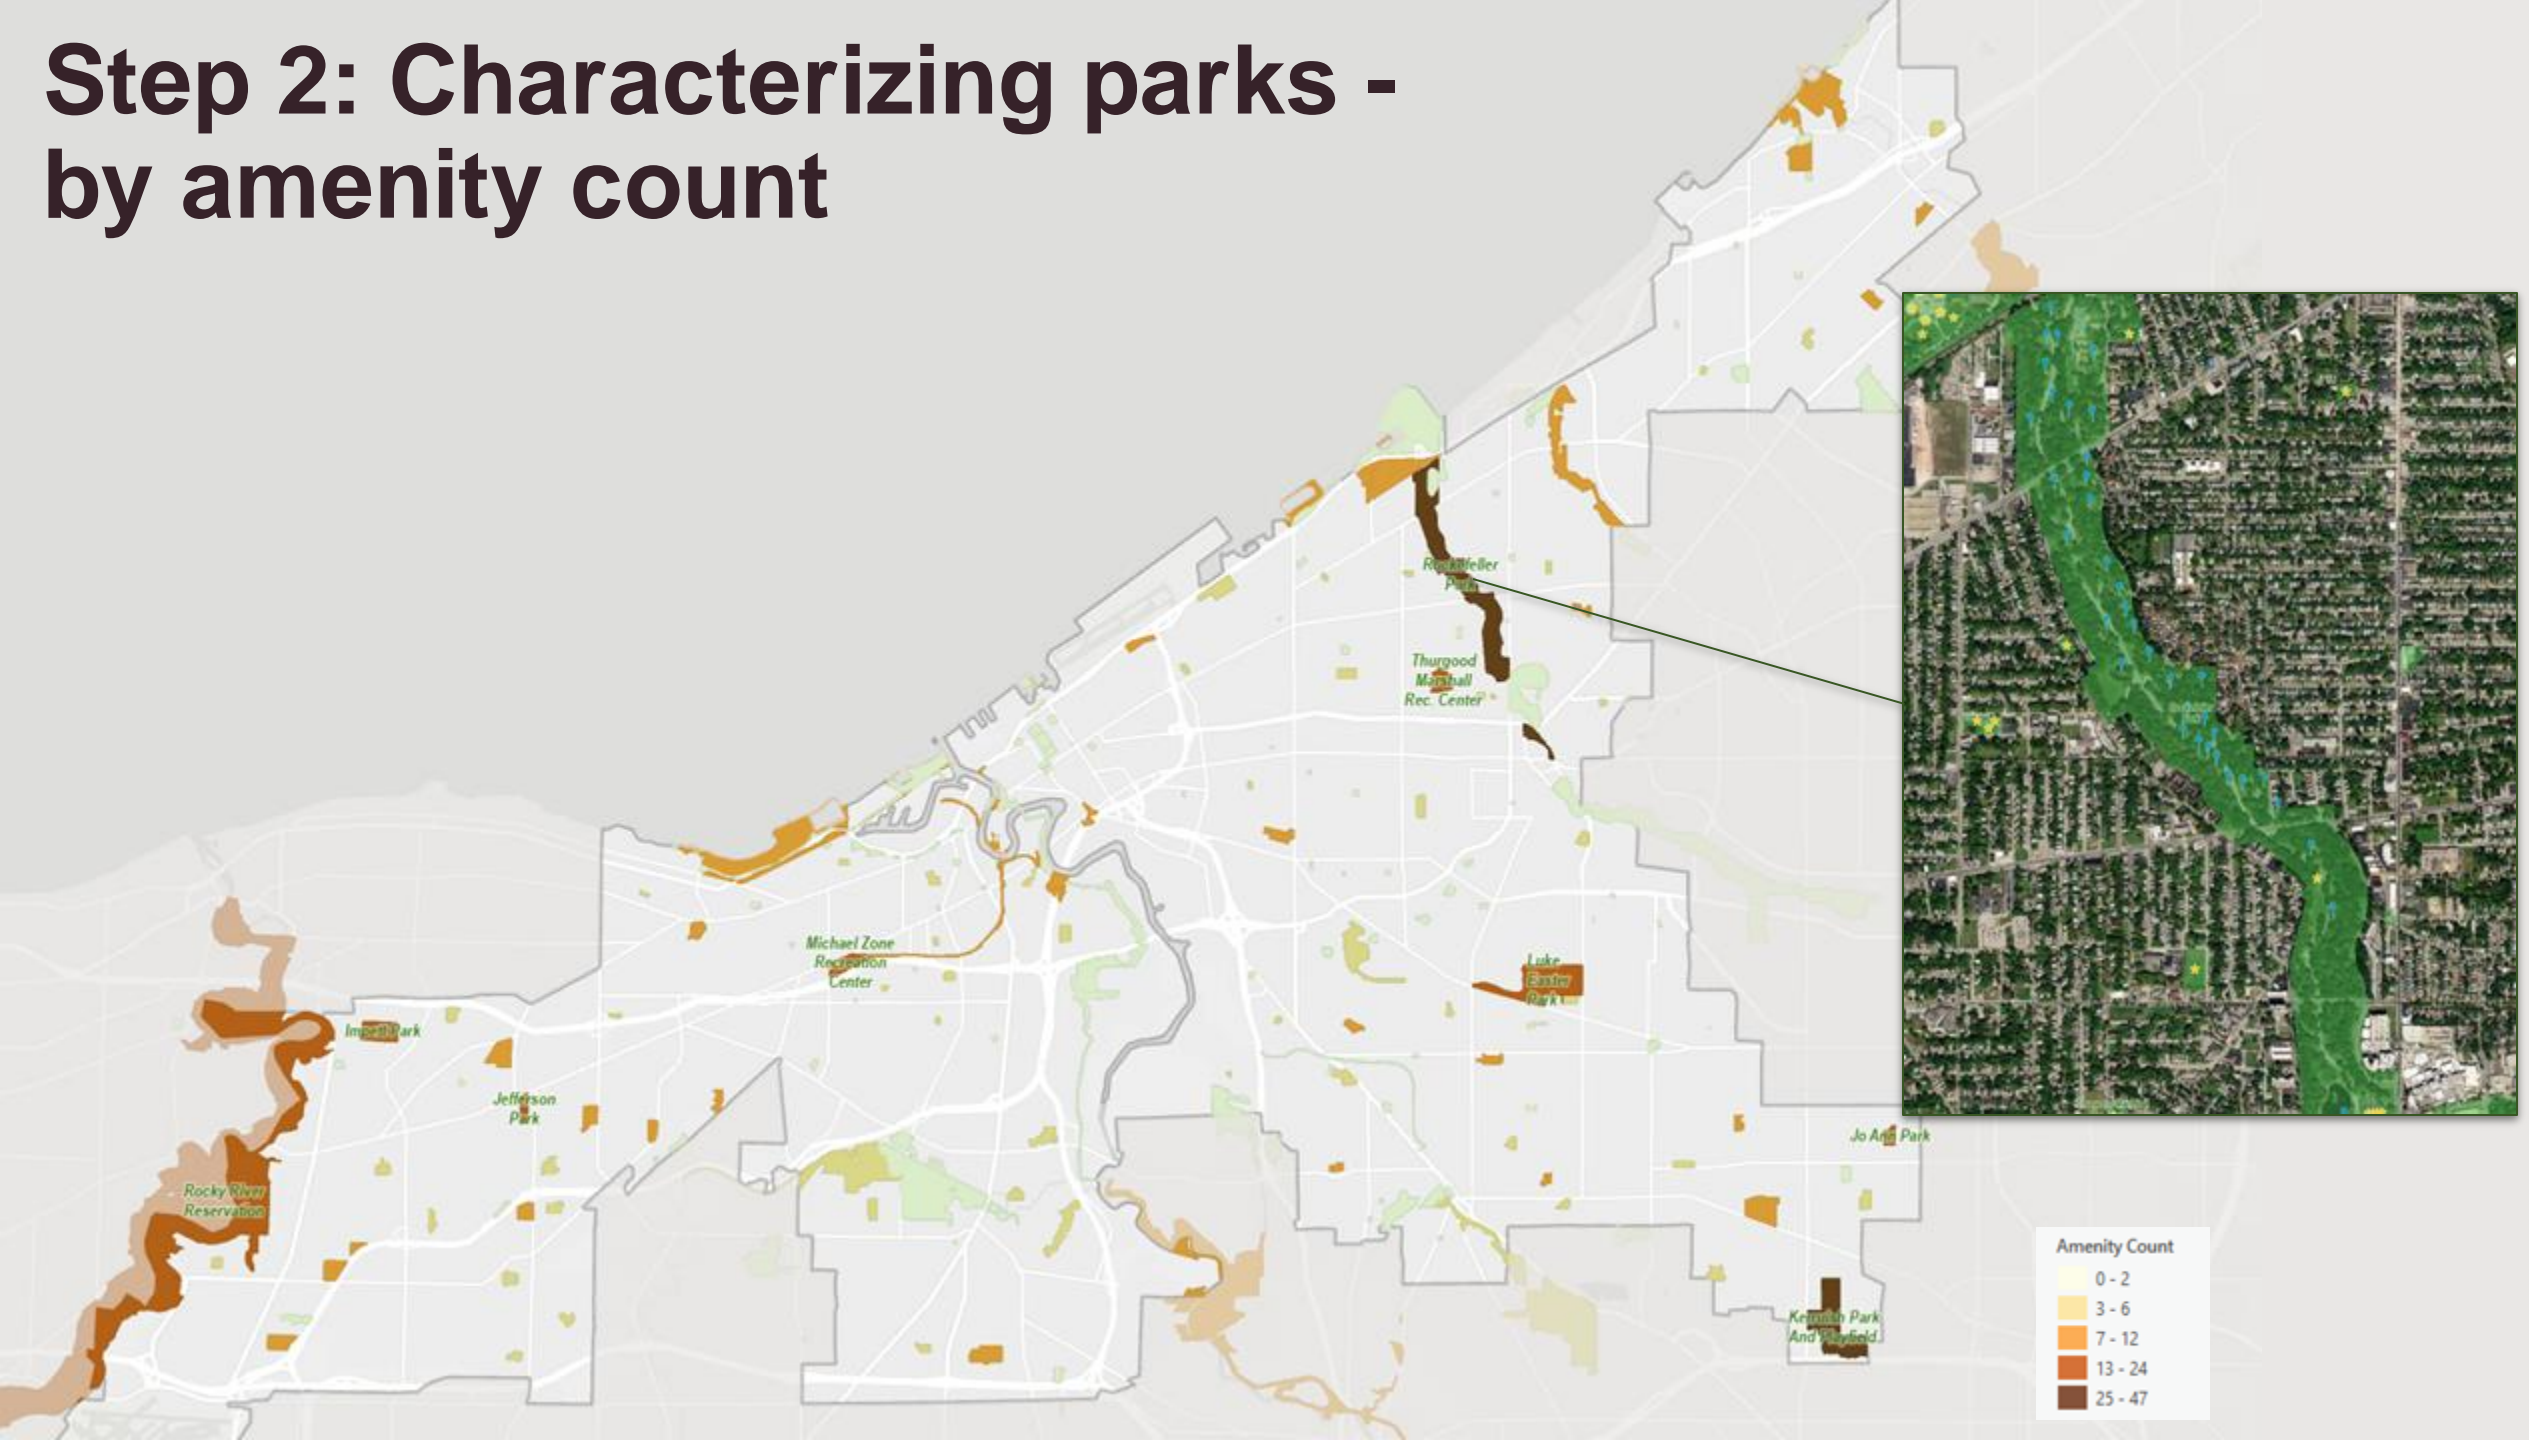 Step 2: Characterizing parks -
by amenity count
Rockefeller
Park
Thurgood
Marshall
Rec. Center
Michael Zone
Recreation
Center
Luke
Easter
Park
Impett Park
Jefferson
Park
Jo Ann Park
Rocky River
Reservation
Kerruish Park
And Playfield
Amenity Count
0 - 2
3 - 6
7 - 12
13 - 24
25 - 47